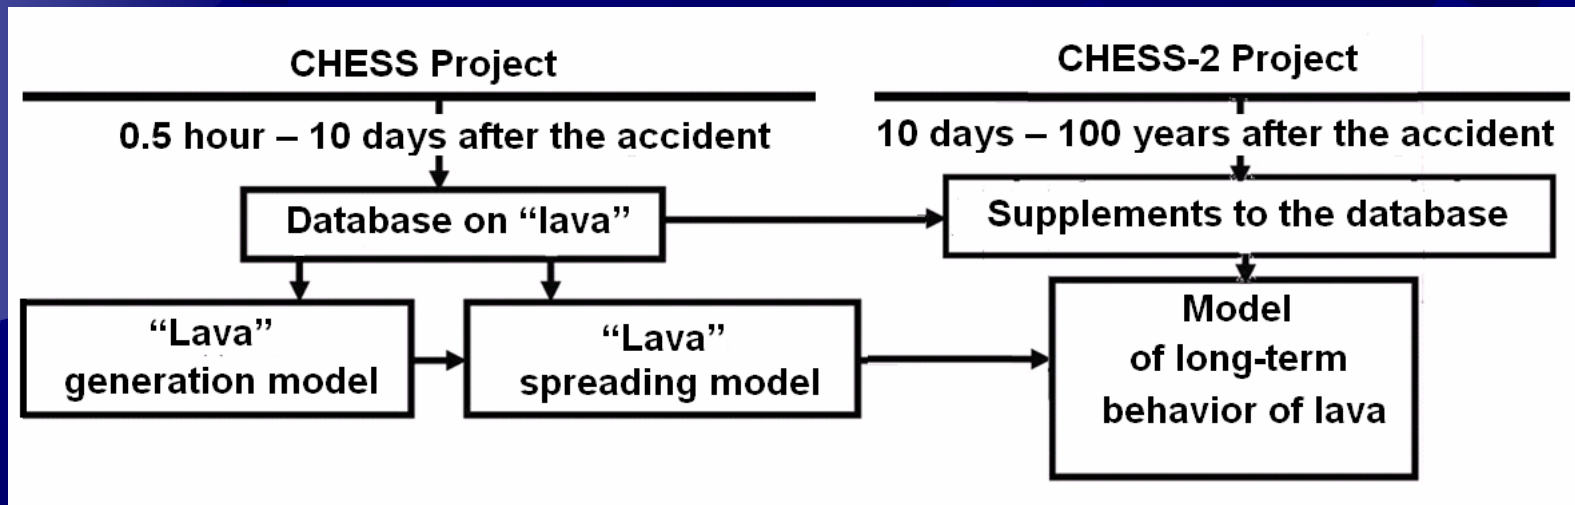 CHESS Project
0.5 hour – 10 days after the accident
Database on “lava”
“Lava”
generation model
“Lava”
spreading model
CHESS-2 Project
10 days – 100 years after the accident
Supplements to the database
Model
of long-term
behavior of lava